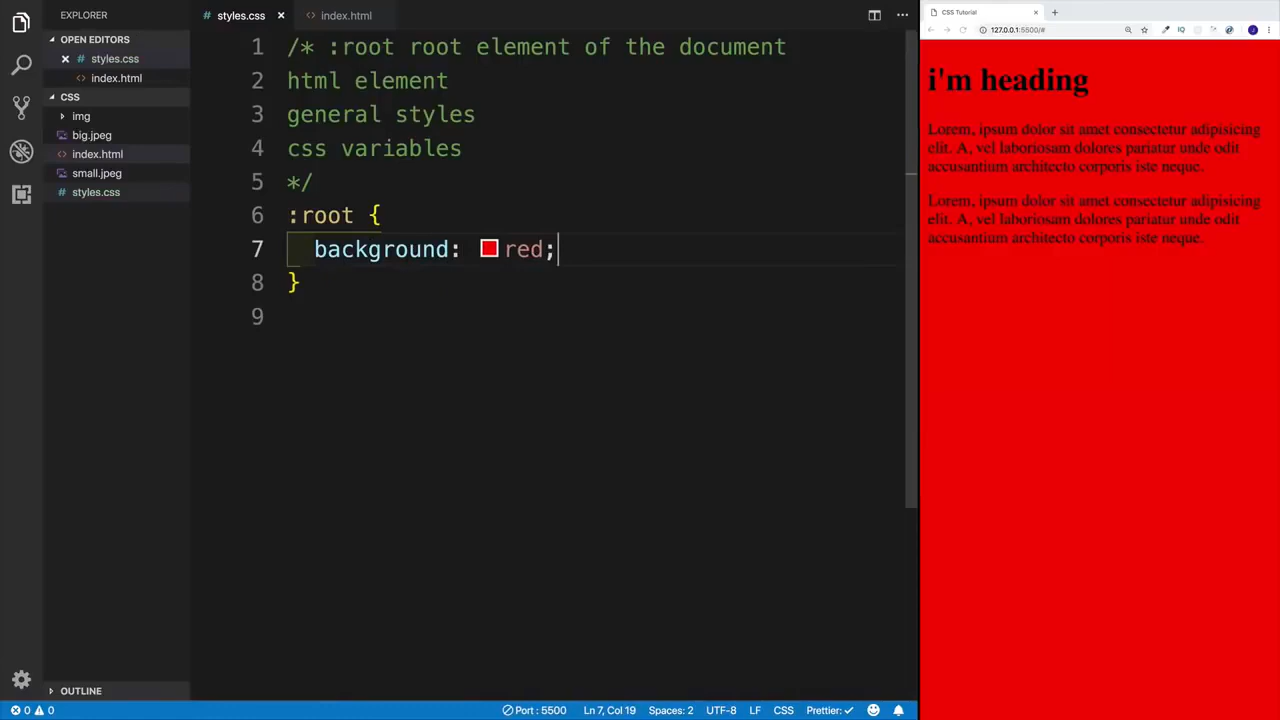 EXPLORER
OPEN EDITORS
# styles.css
<> index.html
CSS
img
big.jpeg
<> index.html
small.jpeg
# styles.css
OUTLINE
# styles.css
<> index.html
1 /* :root root element of the document
2 html element
3 general styles
4 css variables
5 */
6 :root {
7 background: red;
8 }
9
0 0
Port : 5500
Ln 7, Col 19
Spaces: 2
UTF-8
LF
CSS
Prettier: ✓
CSS Tutorial
127.0.0.1:5500/#
i'm heading
Lorem, ipsum dolor sit amet consectetur adipisicing
elit. A, vel laboriosam dolores pariatur unde odit
accusantium architecto corporis iste neque.
Lorem, ipsum dolor sit amet consectetur adipisicing
elit. A, vel laboriosam dolores pariatur unde odit
accusantium architecto corporis iste neque.